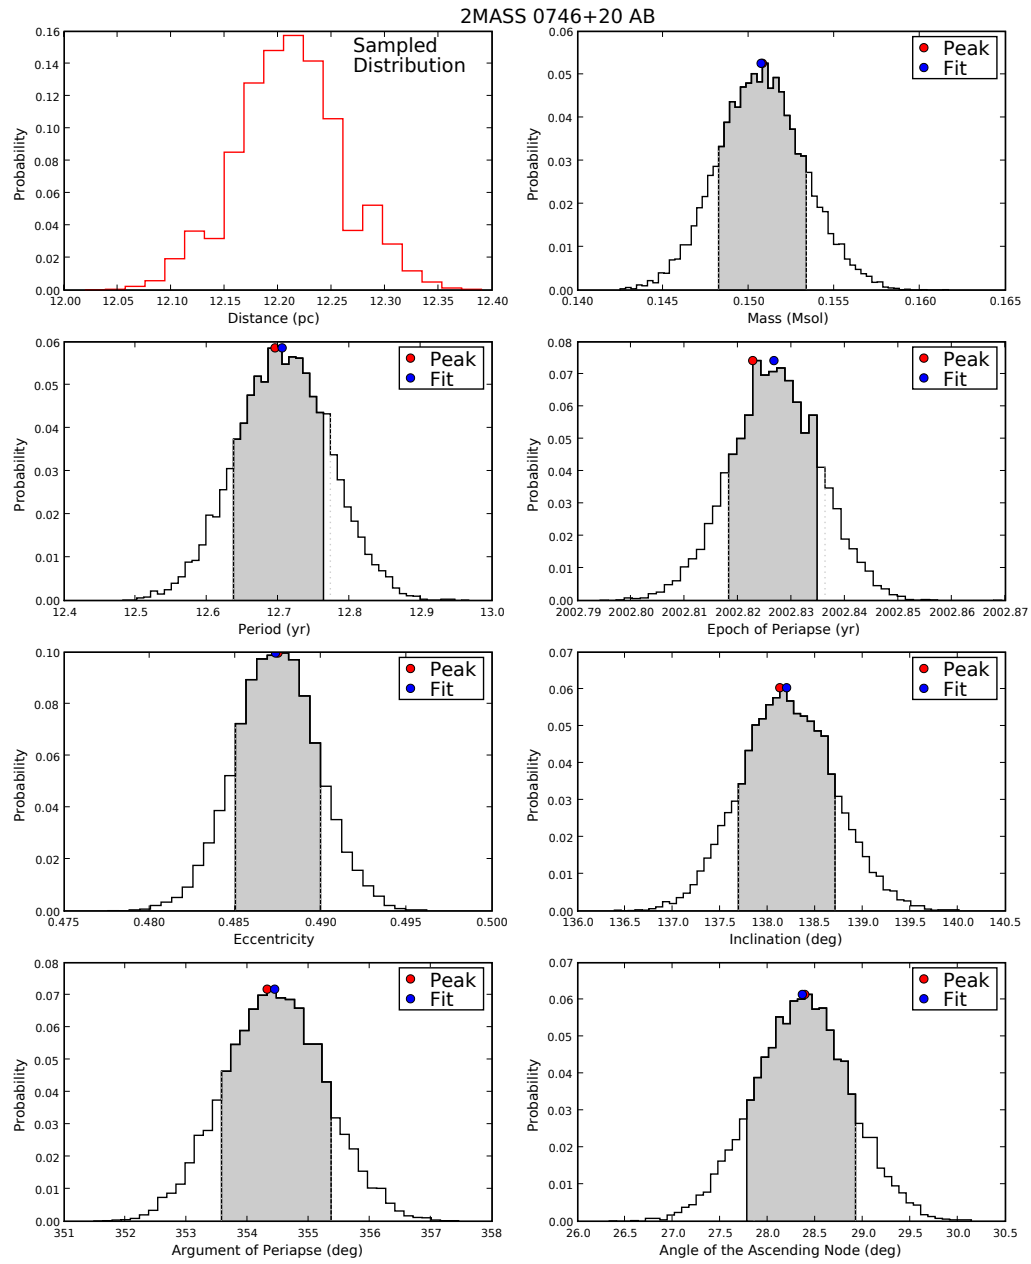 2MASS 0746+20 AB
0.16
0.14
0.12
0.10
0.08
0.06
0.04
0.02
0.00
Probability
Sampled
Distribution
12.00 12.05 12.10 12.15 12.20 12.25 12.30 12.35 12.40
Distance (pc)
0.06
0.05
0.04
0.03
0.02
0.01
0.00
Probability
Peak
Fit
0.140 0.145 0.150 0.155 0.160 0.165
Mass (Msol)
0.06
0.05
0.04
0.03
0.02
0.01
0.00
Probability
Peak
Fit
12.4 12.5 12.6 12.7 12.8 12.9 13.0
Period (yr)
0.08
0.07
0.06
0.05
0.04
0.03
0.02
0.01
0.00
Probability
Peak
Fit
2002.79 2002.80 2002.81 2002.82 2002.83 2002.84 2002.85 2002.86 2002.87
Epoch of Periapse (yr)
0.10
0.08
0.06
0.04
0.02
0.00
Probability
Peak
Fit
0.475 0.480 0.485 0.490 0.495 0.500
Eccentricity
0.07
0.06
0.05
0.04
0.03
0.02
0.01
0.00
Probability
Peak
Fit
136.0 136.5 137.0 137.5 138.0 138.5 139.0 139.5 140.0 140.5
Inclination (deg)
0.08
0.07
0.06
0.05
0.04
0.03
0.02
0.01
0.00
Probability
Peak
Fit
351 352 353 354 355 356 357 358
Argument of Periapse (deg)
0.07
0.06
0.05
0.04
0.03
0.02
0.01
0.00
Probability
Peak
Fit
26.0 26.5 27.0 27.5 28.0 28.5 29.0 29.5 30.0 30.5
Angle of the Ascending Node (deg)